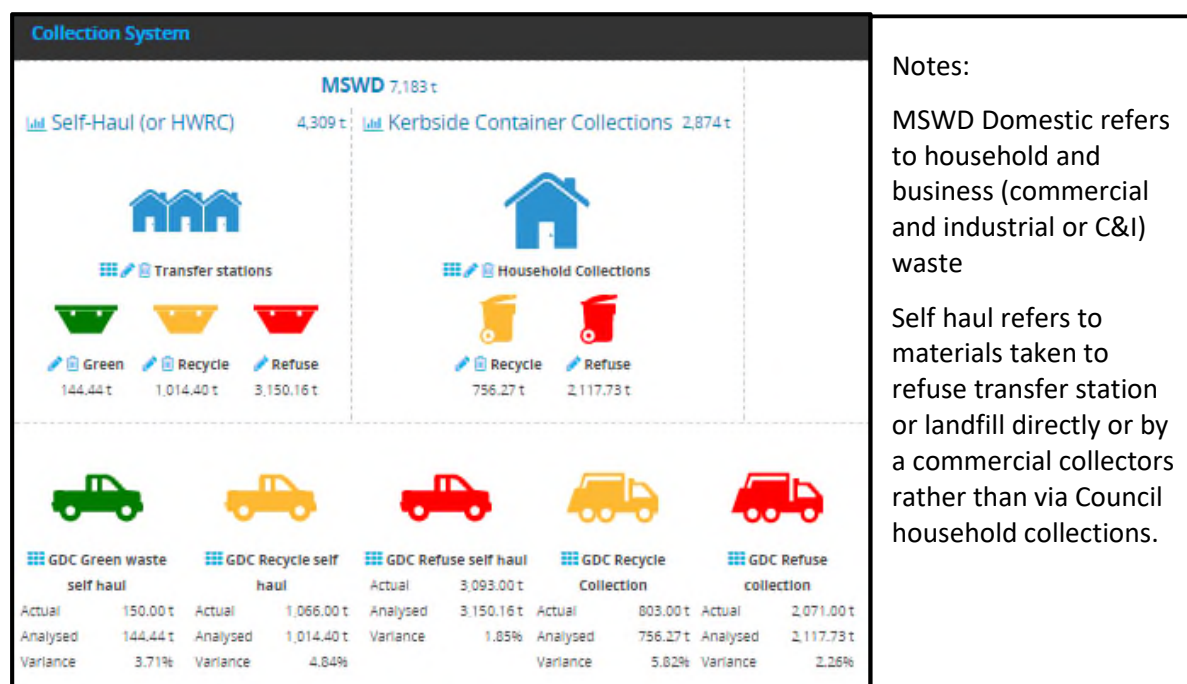 Collection System
MSWD 7,183 t
Self-Haul (or HWRC) 4,309 t
Kerbside Container Collections 2,874 t
Transfer stations
Household Collections
Green
Recycle
Refuse
144.44 t
1,014.40 t
3,150.16 t
Recycle
Refuse
756.27 t
2,117.73 t
GDC Green waste
self haul
Actual 150.00 t
Analysed 144.44 t
Variance 3.71%
GDC Recycle self
haul
Actual 1,066.00 t
Analysed 1,014.40 t
Variance 4.84%
GDC Refuse self haul
Actual 3,093.00 t
Analysed 3,150.16 t
Variance 1.85%
GDC Recycle
Collection
Actual 803.00 t
Analysed 756.27 t
Variance 5.82%
GDC Refuse
collection
Actual 2,071.00 t
Analysed 2,117.73 t
Variance 2.26%
Notes:
MSWD Domestic refers
to household and
business (commercial
and industrial or C&I)
waste
Self haul refers to
materials taken to
refuse transfer station
or landfill directly or by
a commercial collectors
rather than via Council
household collections.